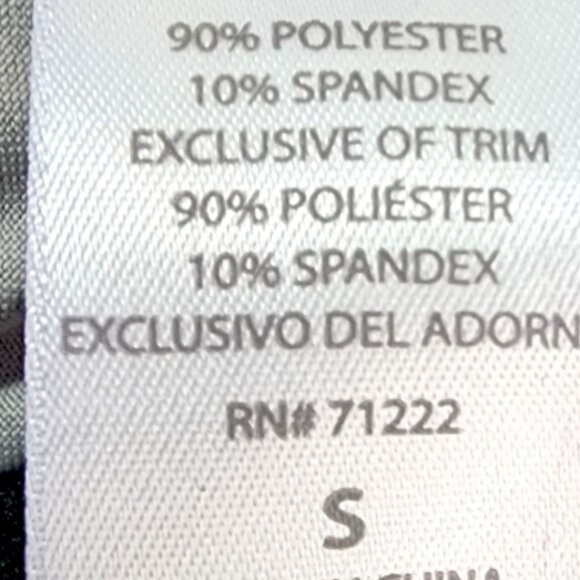 90% POLYESTER
10% SPANDEX
EXCLUSIVE OF TRIM
90% POLIÉSTER
10% SPANDEX
EXCLUSIVO DEL ADORN
RN# 71222
S